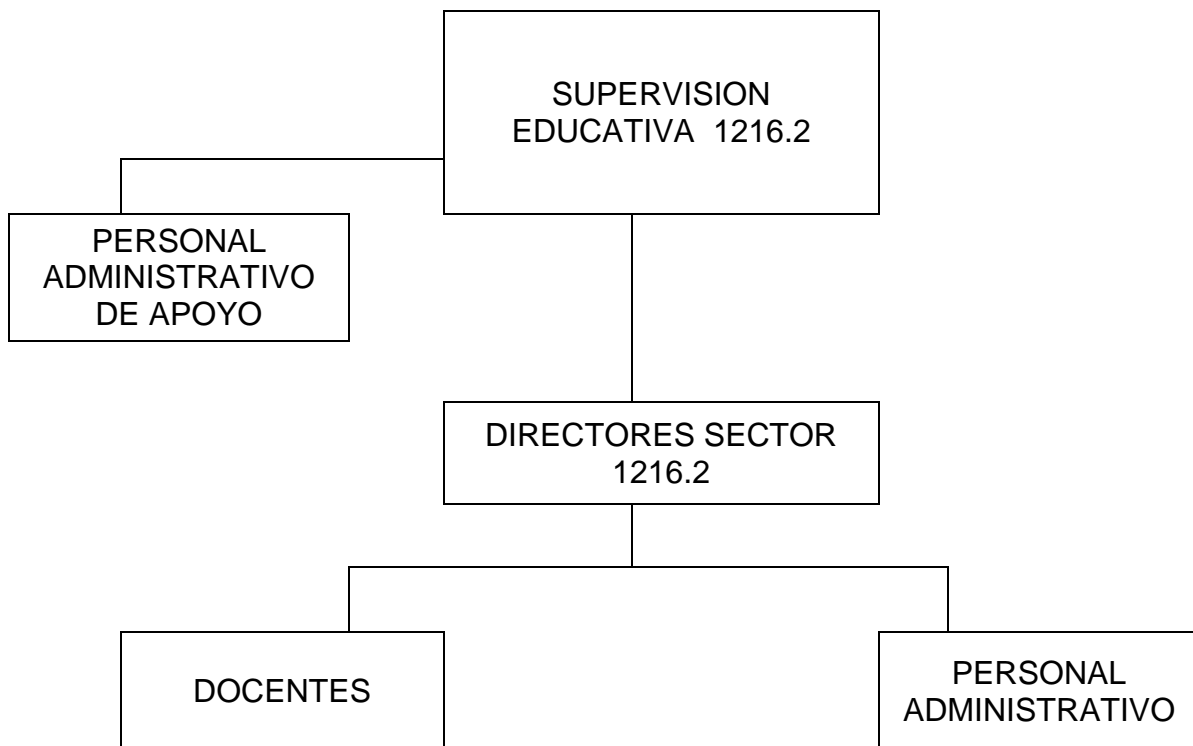 SUPERVISION
EDUCATIVA 1216.2
PERSONAL
ADMINISTRATIVO
DE APOYO
DIRECTORES SECTOR
1216.2
DOCENTES
PERSONAL
ADMINISTRATIVO